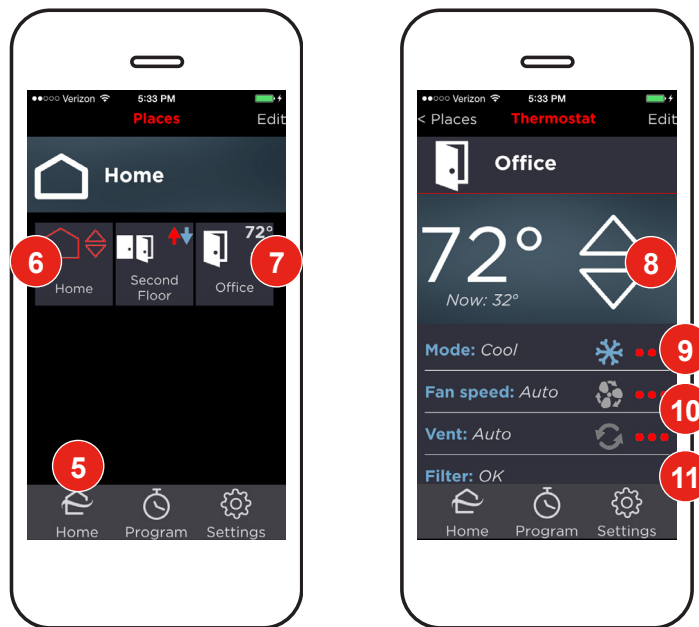 ●●○○○ Verizon 5:33 PM
Places Edit
Home
6
Home
Second
Floor
72°
7
Office
5
Home Program Settings
●●○○○ Verizon 5:33 PM
< Places Thermostat Edit
Office
72°
8
Now: 32°
Mode: Cool
9
Fan speed: Auto
10
Vent: Auto
Filter: OK
11
Home Program Settings